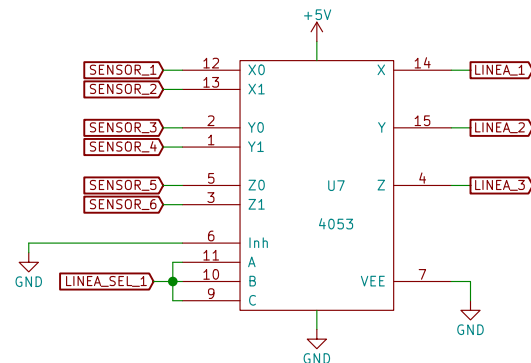 +5V
SENSOR_1 12 X0 X 14 LINEA_1
SENSOR_2 13 X1
SENSOR_3 2 Y0 Y 15 LINEA_2
SENSOR_4 1 Y1
SENSOR_5 5 Z0 U7 Z 4 LINEA_3
SENSOR_6 3 Z1
4053
6 Inh
GND 11 A
LINEA_SEL_1 10 B VEE 7
9 C
GND
GND